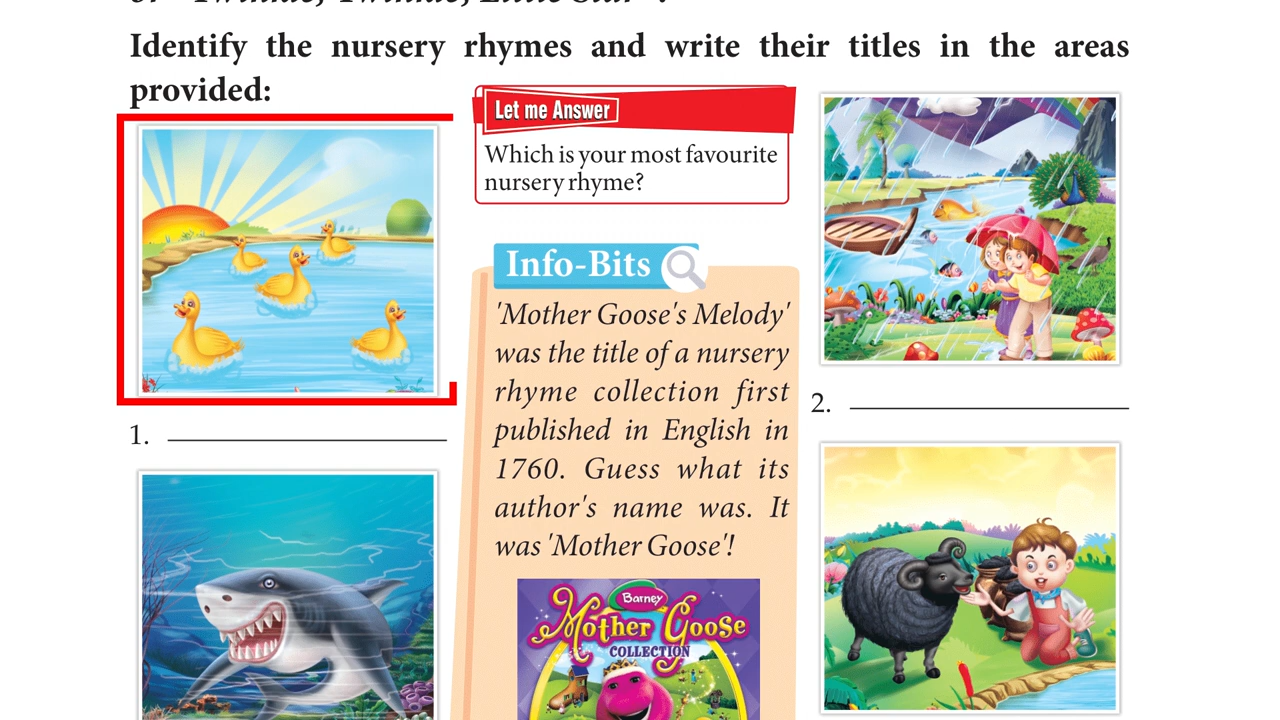 Identify the nursery rhymes and write their titles in the areas
provided:
Let me Answer
Which is your most favourite
nursery rhyme?
Info-Bits
'Mother Goose's Melody'
was the title of a nursery
rhyme collection first
published in English in
1760. Guess what its
author's name was. It
was 'Mother Goose'!
Barney
Mother Goose
COLLECTION
1.
2.